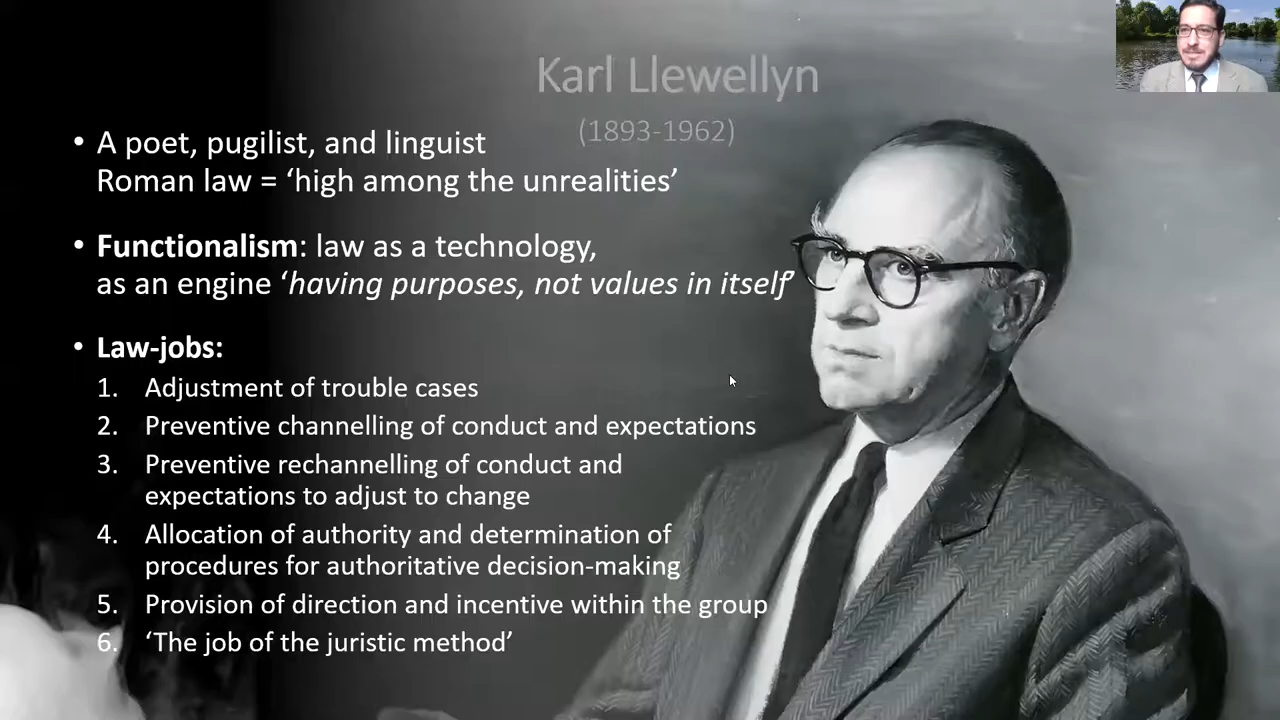 Karl Llewellyn
(1893-1962)
• A poet, pugilist, and linguist
Roman law = ‘high among the unrealities’
• Functionalism: law as a technology,
as an engine ‘having purposes, not values in itself’
• Law-jobs:
1. Adjustment of trouble cases
2. Preventive channelling of conduct and expectations
3. Preventive rechannelling of conduct and
expectations to adjust to change
4. Allocation of authority and determination of
procedures for authoritative decision-making
5. Provision of direction and incentive within the group
6. ‘The job of the juristic method’